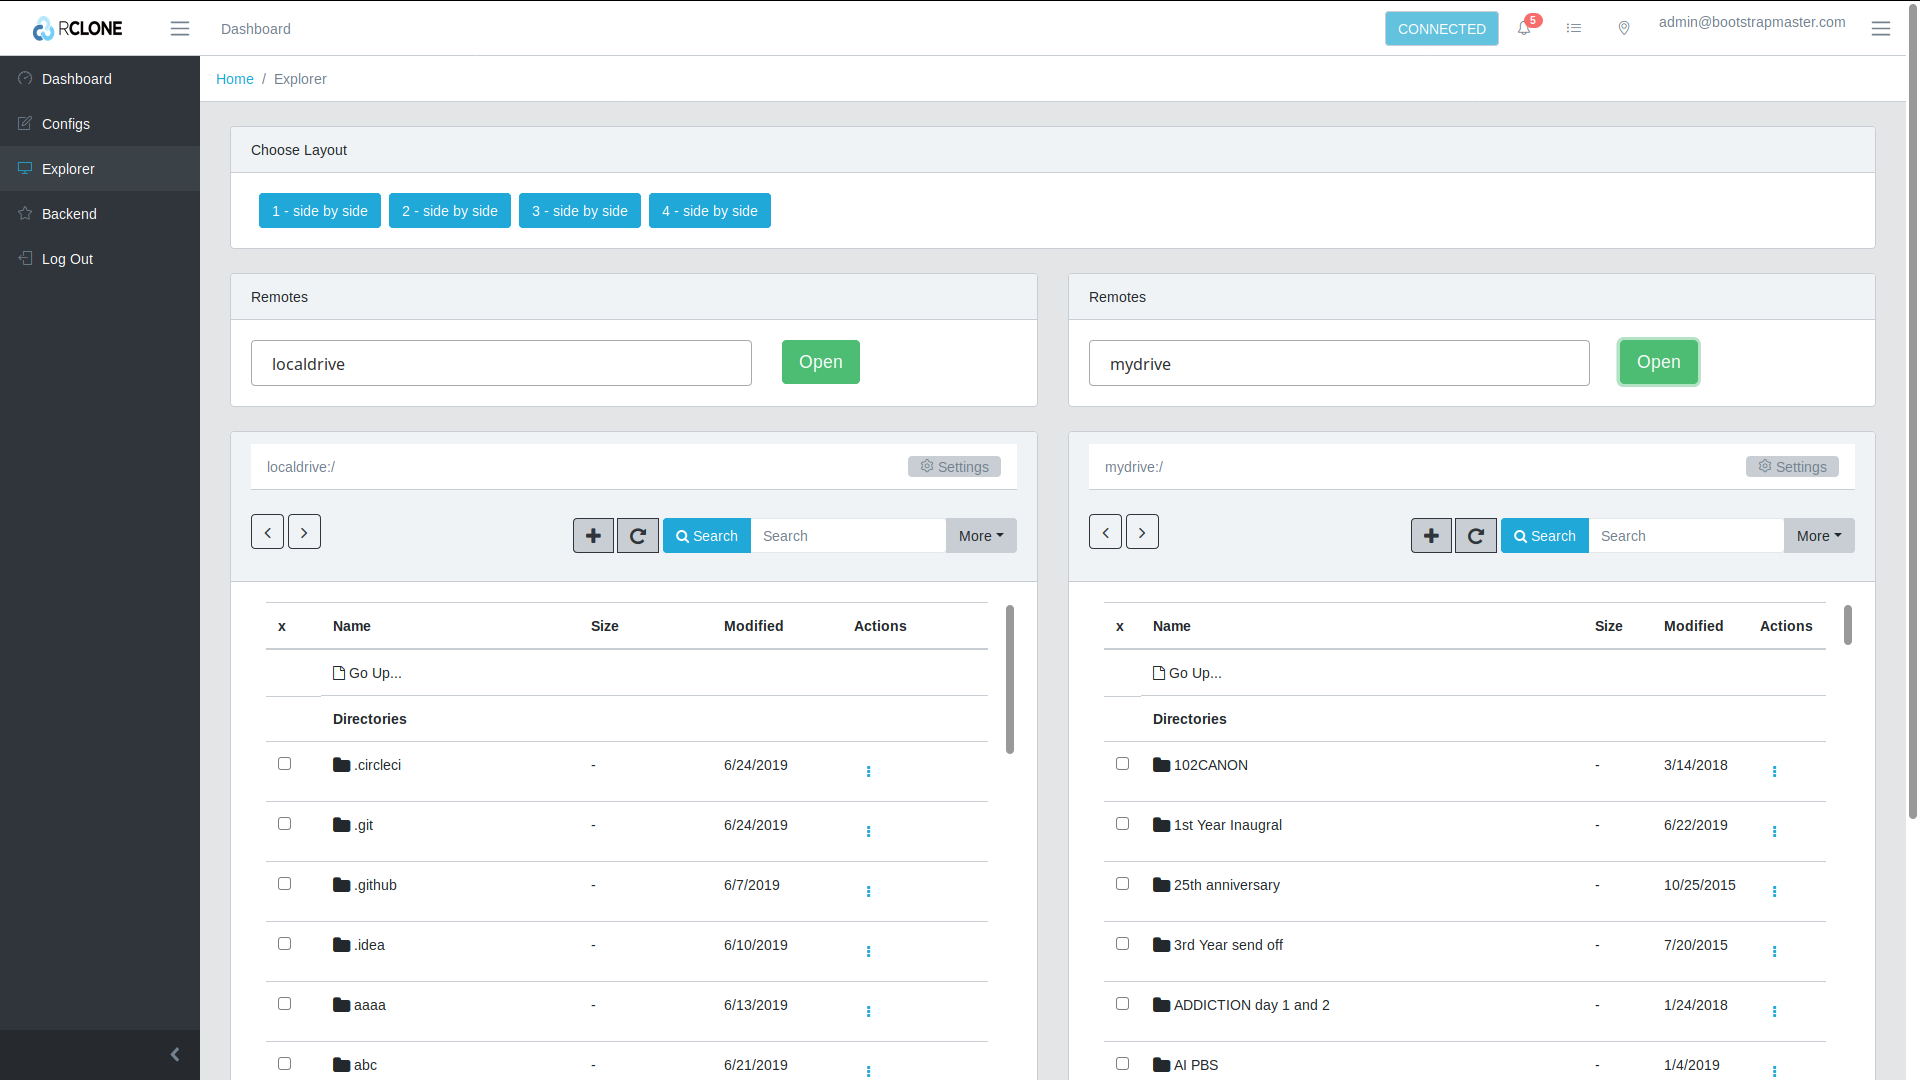 RCLONE Dashboard CONNECTED 5 admin@bootstrapmaster.com
Dashboard
Configs
Explorer
Backend
Log Out
Home / Explorer
Choose Layout
1 - side by side 2 - side by side 3 - side by side 4 - side by side
Remotes
localdrive Open
localdrive:/ Settings
Search Search More
x Name Size Modified Actions
Go Up...
Directories
.circleci - 6/24/2019
.git - 6/24/2019
.github - 6/7/2019
.idea - 6/10/2019
aaaa - 6/13/2019
abc - 6/21/2019
Remotes
mydrive Open
mydrive:/ Settings
Search Search More
x Name Size Modified Actions
Go Up...
Directories
102CANON - 3/14/2018
1st Year Inaugral - 6/22/2019
25th anniversary - 10/25/2015
3rd Year send off - 7/20/2015
ADDICTION day 1 and 2 - 1/24/2018
AI PBS - 1/4/2019